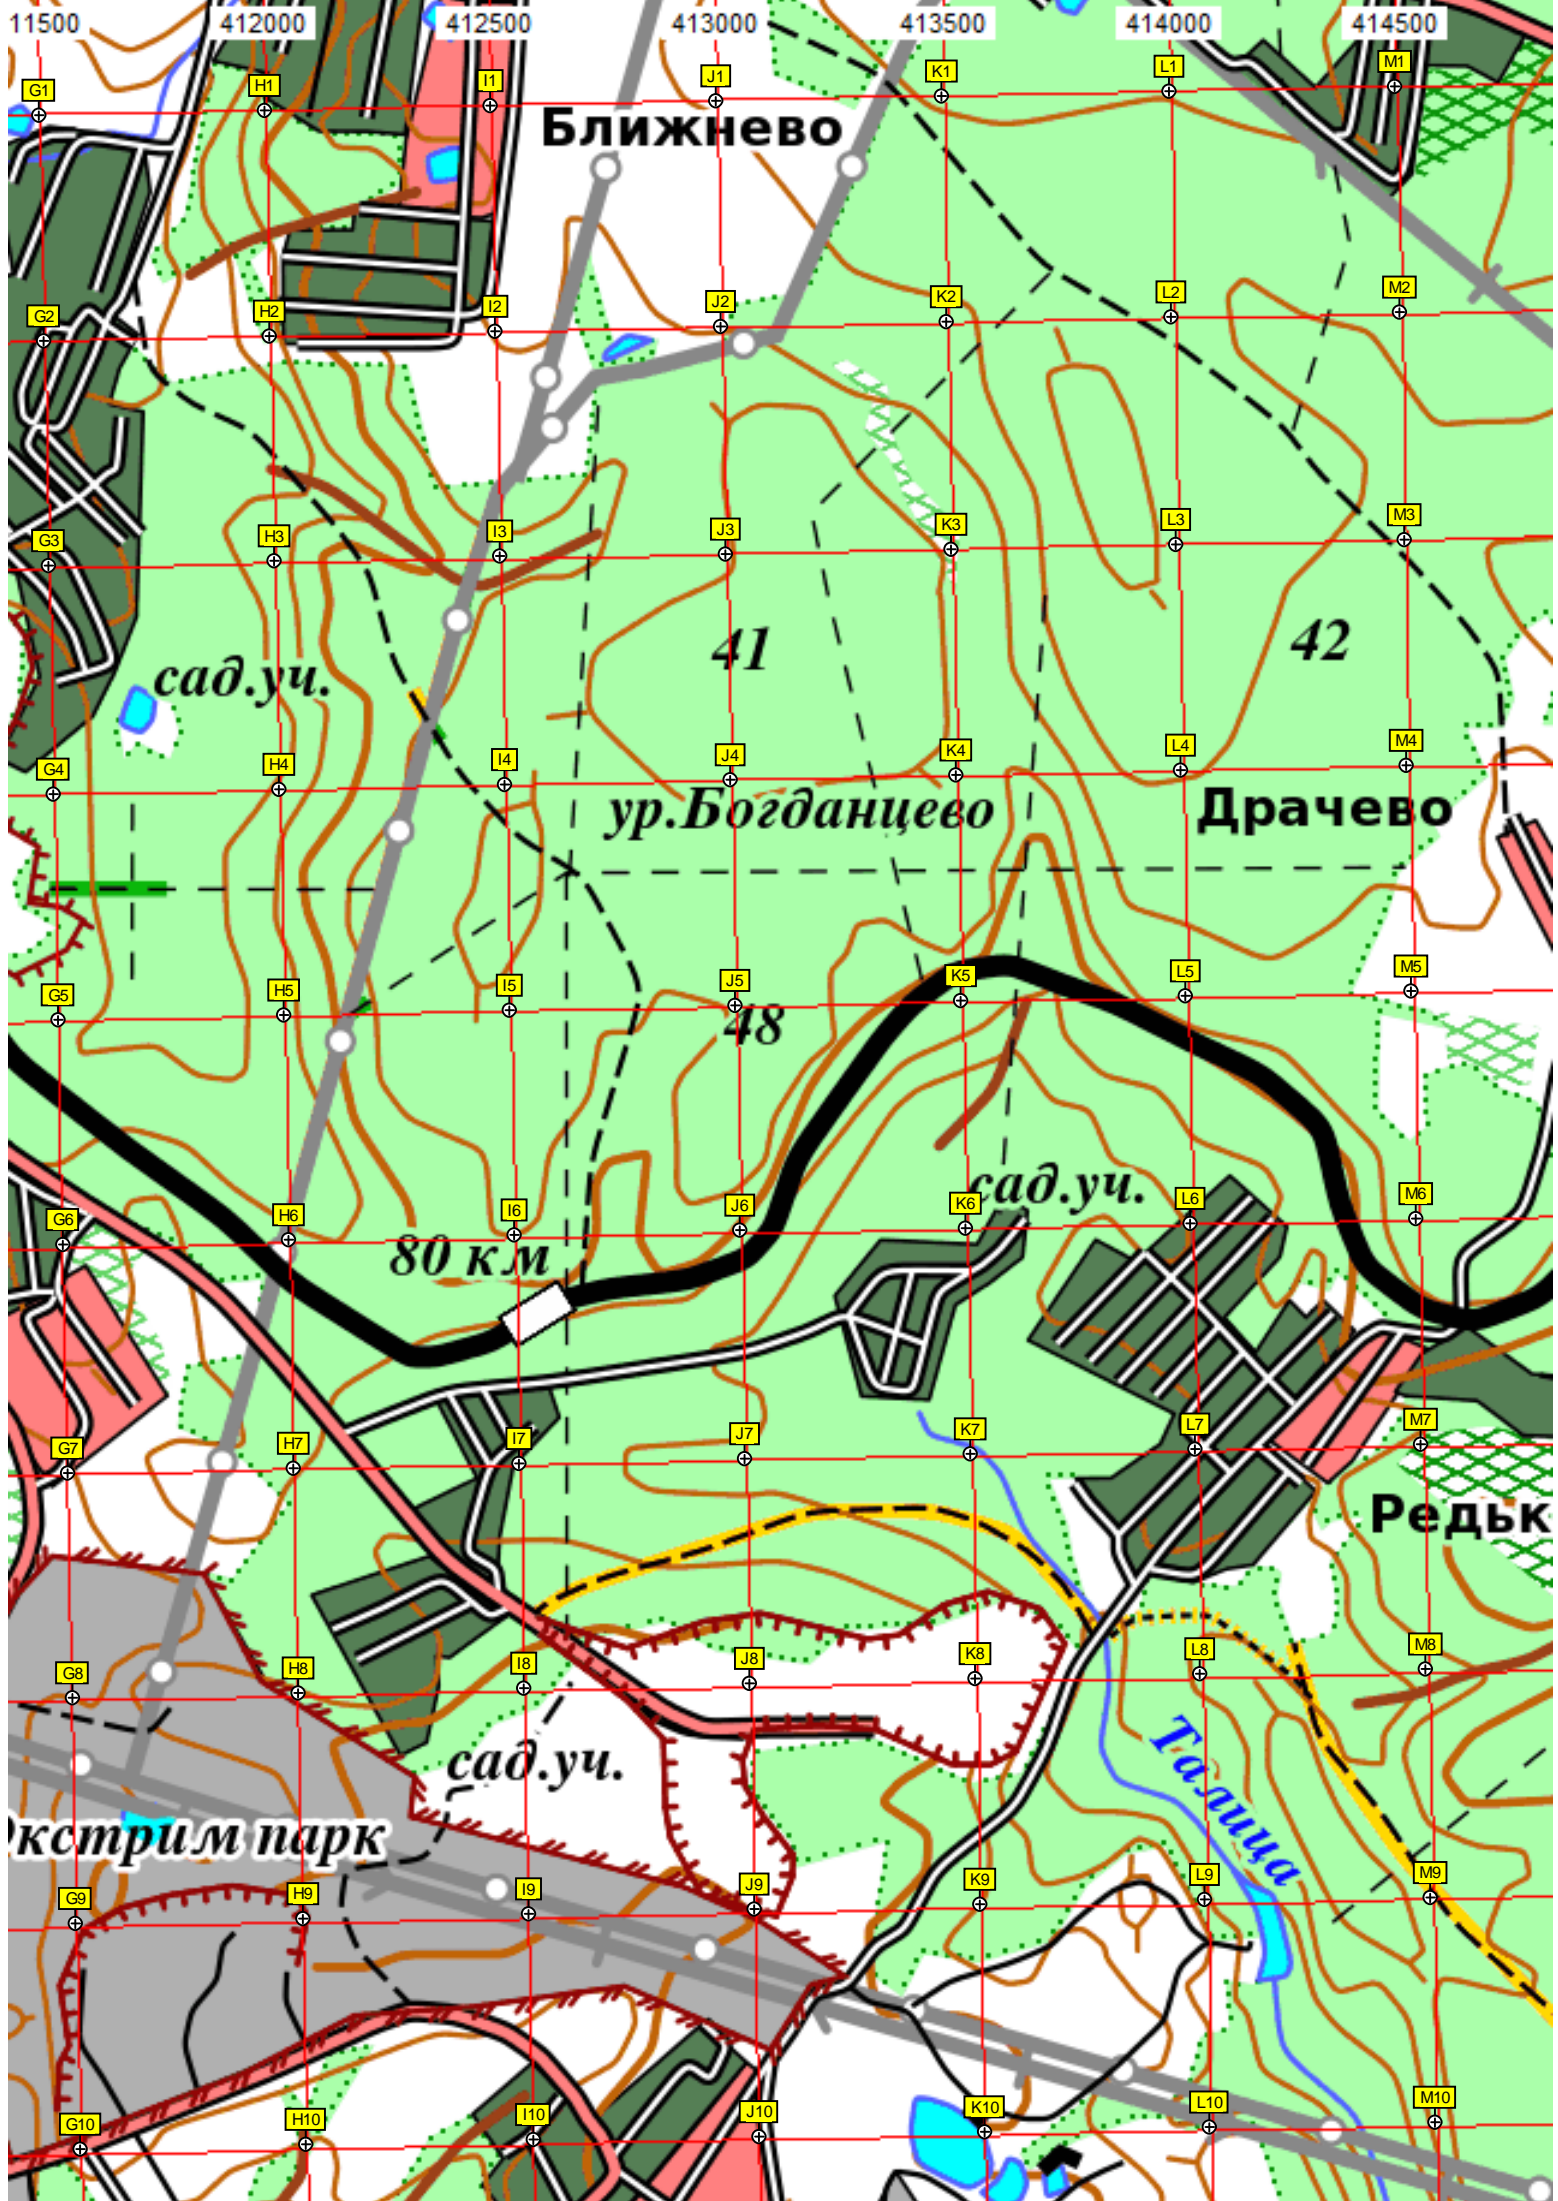 11500 412000 412500 413000 413500 414000 414500
G1 H1 I1 J1 K1 L1 M1
Ближнево
G2 H2 I2 J2 K2 L2 M2
G3 H3 I3 J3 K3 L3 M3
41 42
сад.уч.
G4 H4 I4 J4 K4 L4 M4
ур.Богданцево Драчево
G5 H5 I5 J5 K5 L5 M5
48
сад.уч.
G6 H6 I6 J6 K6 L6 M6
80 км
G7 H7 I7 J7 K7 L7 M7
Редьк
G8 H8 I8 J8 K8 L8 M8
сад.уч. Талица
Экстрим парк
G9 H9 I9 J9 K9 L9 M9
G10 H10 I10 J10 K10 L10 M10